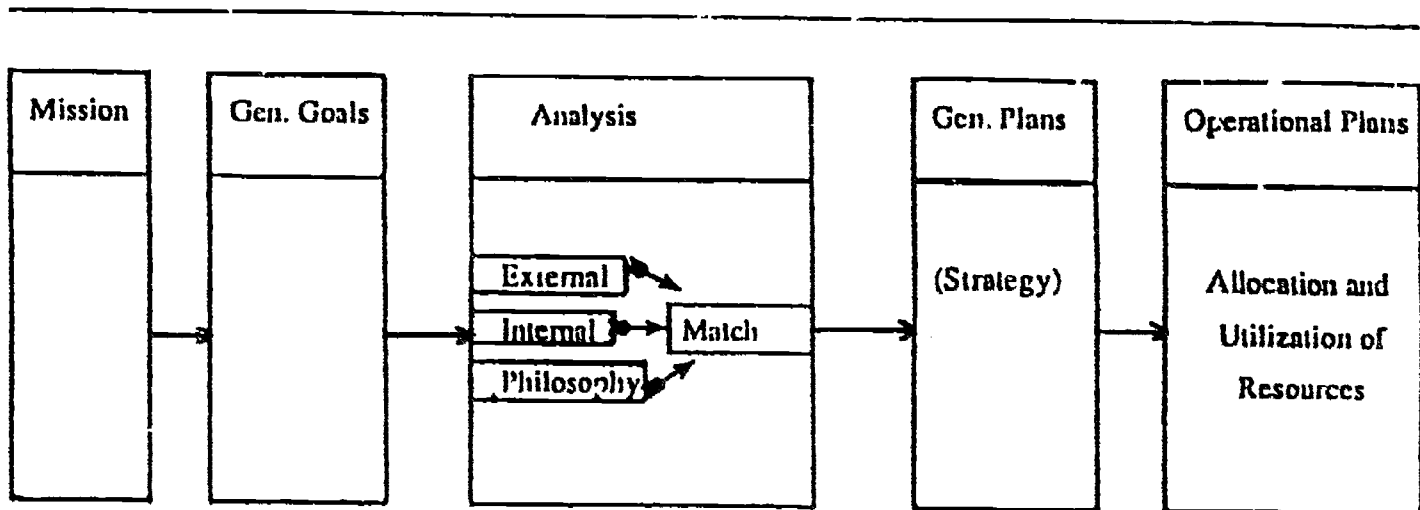 Mission
Gen. Goals
Analysis
Gen. Plans
Operational Plans
External
Internal
Philosophy
Match
(Strategy)
Allocation and
Utilization of
Resources